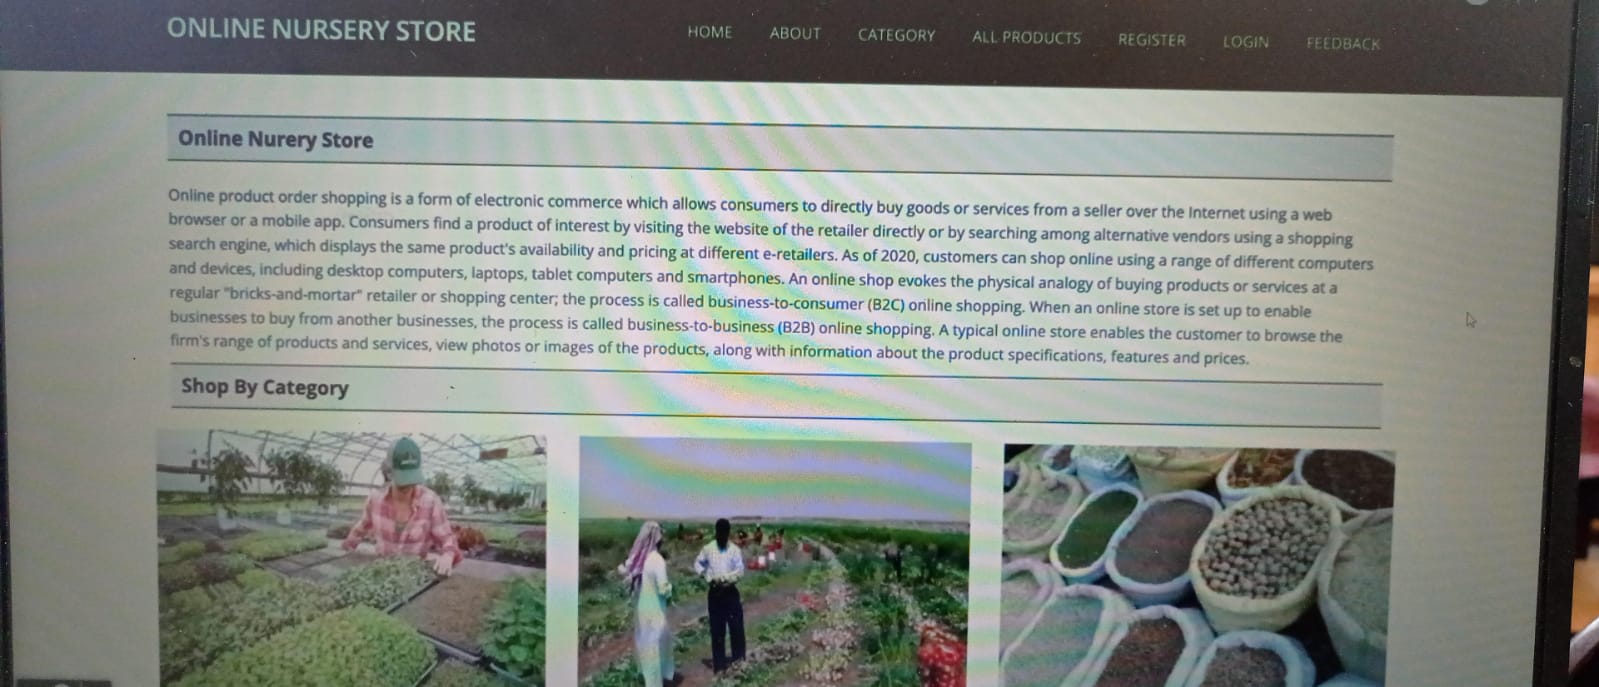 ONLINE NURSERY STORE
HOME ABOUT CATEGORY ALL PRODUCTS REGISTER LOGIN FEEDBACK
Online Nurery Store
Online product order shopping is a form of electronic commerce which allows consumers to directly buy goods or services from a seller over the Internet using a web
browser or a mobile app. Consumers find a product of interest by visiting the website of the retailer directly or by searching among alternative vendors using a shopping
search engine, which displays the same product's availability and pricing at different e-retailers. As of 2020, customers can shop online using a range of different computers
and devices, including desktop computers, laptops, tablet computers and smartphones. An online shop evokes the physical analogy of buying products or services at a
regular "bricks-and-mortar" retailer or shopping center; the process is called business-to-consumer (B2C) online shopping. When an online store is set up to enable
businesses to buy from another businesses, the process is called business-to-business (B2B) online shopping. A typical online store enables the customer to browse the
firm's range of products and services, view photos or images of the products, along with information about the product specifications, features and prices.
Shop By Category